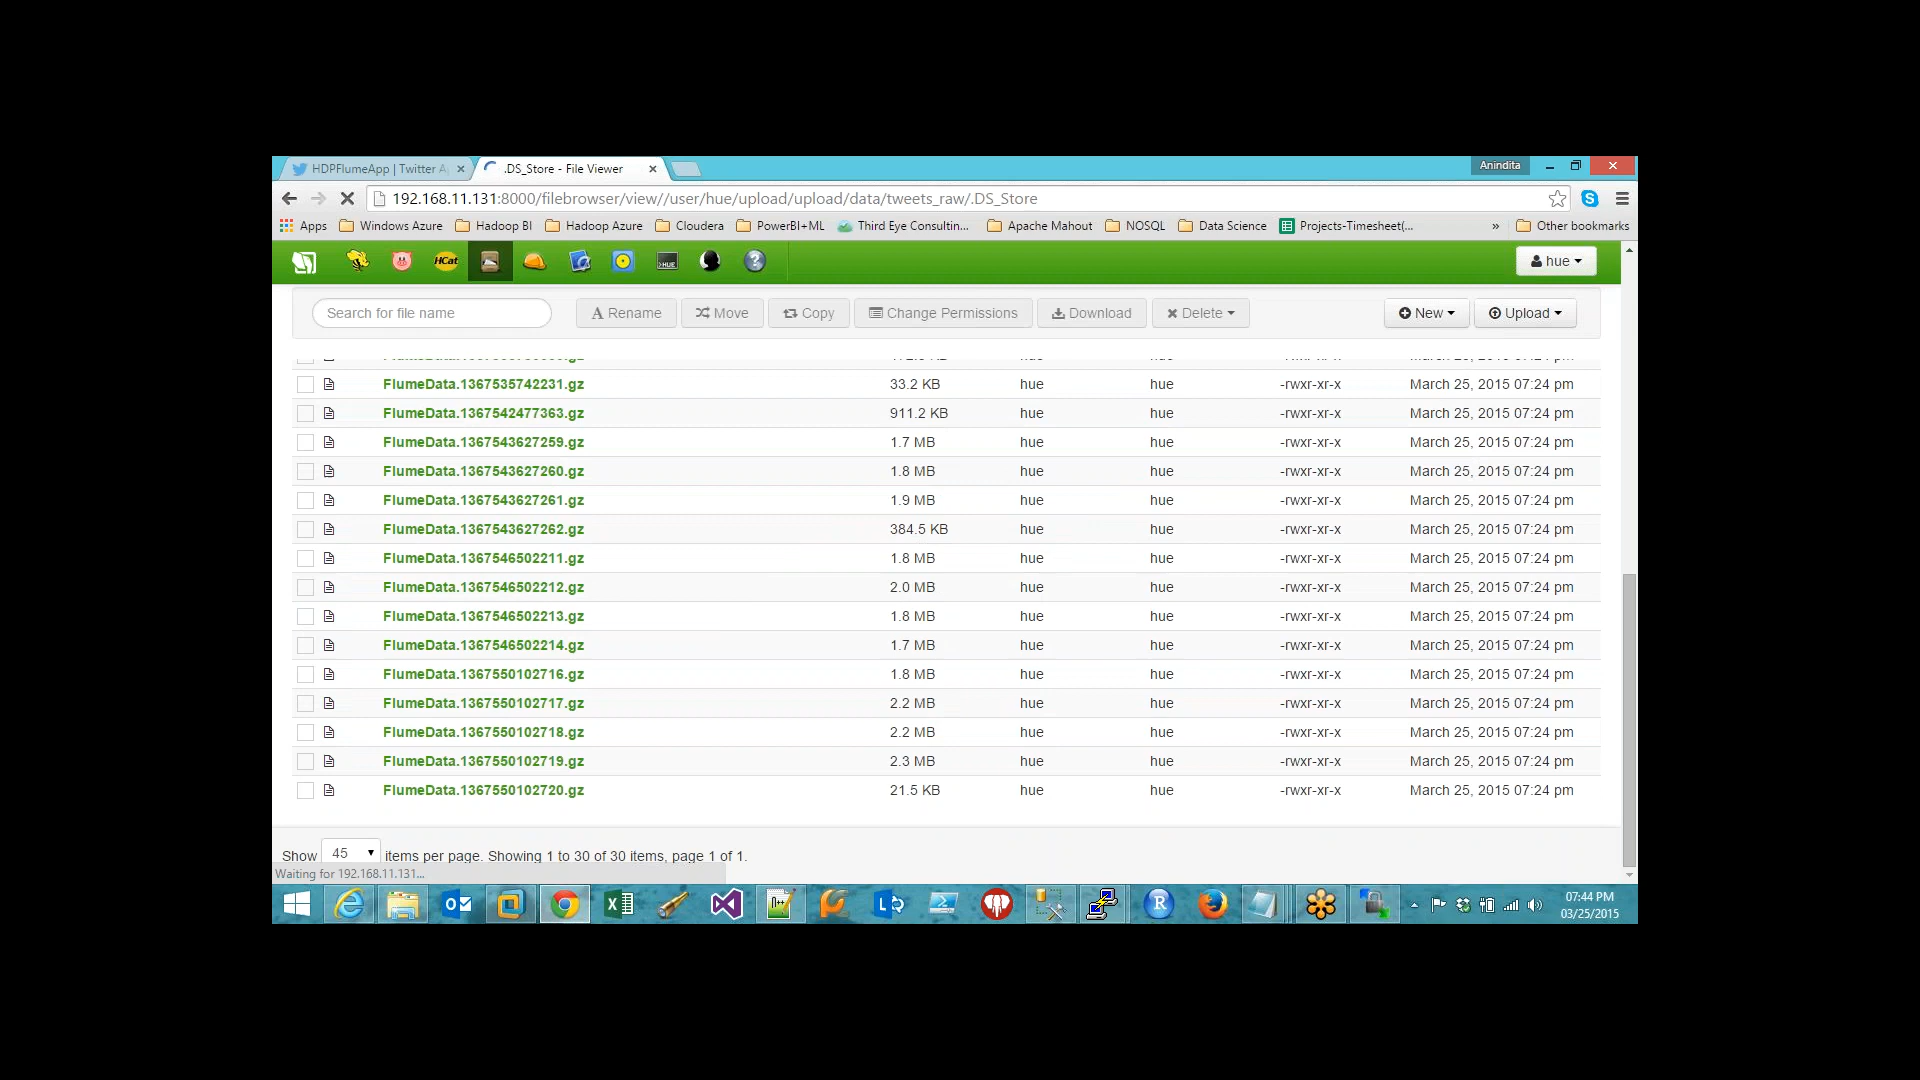 HDPFlumeApp | Twitter A
.DS_Store - File Viewer
Anindita
192.168.11.131:8000/filebrowser/view//user/hue/upload/upload/data/tweets_raw/.DS_Store
Apps Windows Azure Hadoop BI Hadoop Azure Cloudera PowerBI+ML Third Eye Consultin... Apache Mahout NOSQL Data Science Projects-Timesheet(... » Other bookmarks
HCat hue
Search for file name Rename Move Copy Change Permissions Download Delete New Upload
FlumeData.1367535742231.gz 33.2 KB hue hue -rwxr-xr-x March 25, 2015 07:24 pm
FlumeData.1367542477363.gz 911.2 KB hue hue -rwxr-xr-x March 25, 2015 07:24 pm
FlumeData.1367543627259.gz 1.7 MB hue hue -rwxr-xr-x March 25, 2015 07:24 pm
FlumeData.1367543627260.gz 1.8 MB hue hue -rwxr-xr-x March 25, 2015 07:24 pm
FlumeData.1367543627261.gz 1.9 MB hue hue -rwxr-xr-x March 25, 2015 07:24 pm
FlumeData.1367543627262.gz 384.5 KB hue hue -rwxr-xr-x March 25, 2015 07:24 pm
FlumeData.1367546502211.gz 1.8 MB hue hue -rwxr-xr-x March 25, 2015 07:24 pm
FlumeData.1367546502212.gz 2.0 MB hue hue -rwxr-xr-x March 25, 2015 07:24 pm
FlumeData.1367546502213.gz 1.8 MB hue hue -rwxr-xr-x March 25, 2015 07:24 pm
FlumeData.1367546502214.gz 1.7 MB hue hue -rwxr-xr-x March 25, 2015 07:24 pm
FlumeData.1367550102716.gz 1.8 MB hue hue -rwxr-xr-x March 25, 2015 07:24 pm
FlumeData.1367550102717.gz 2.2 MB hue hue -rwxr-xr-x March 25, 2015 07:24 pm
FlumeData.1367550102718.gz 2.2 MB hue hue -rwxr-xr-x March 25, 2015 07:24 pm
FlumeData.1367550102719.gz 2.3 MB hue hue -rwxr-xr-x March 25, 2015 07:24 pm
FlumeData.1367550102720.gz 21.5 KB hue hue -rwxr-xr-x March 25, 2015 07:24 pm
Show 45 items per page. Showing 1 to 30 of 30 items, page 1 of 1.
Waiting for 192.168.11.131...
07:44 PM
03/25/2015